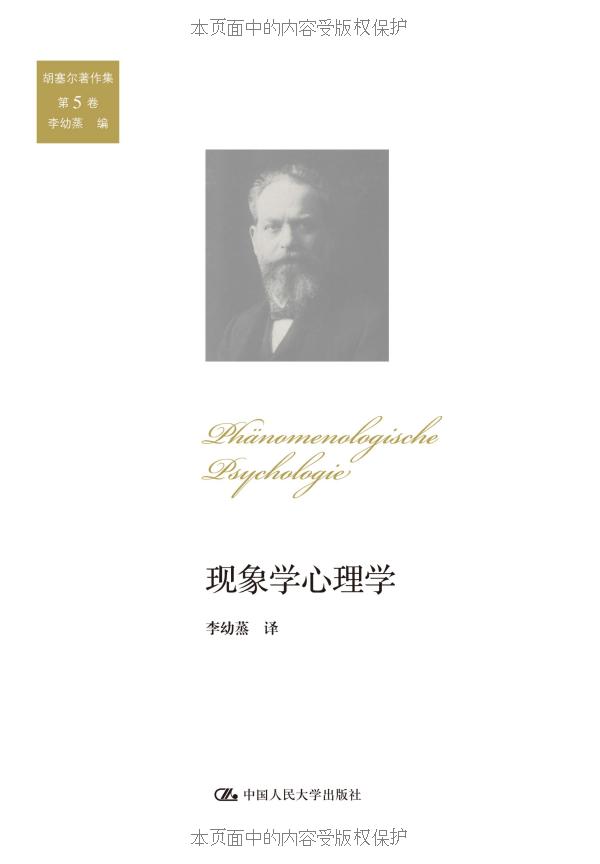 本页面中的内容受版权保护
胡塞尔著作集
第 5 卷
李幼蒸 编
Phänomenologische
Psychologie
现象学心理学
李幼蒸 译
中国人民大学出版社
本页面中的内容受版权保护